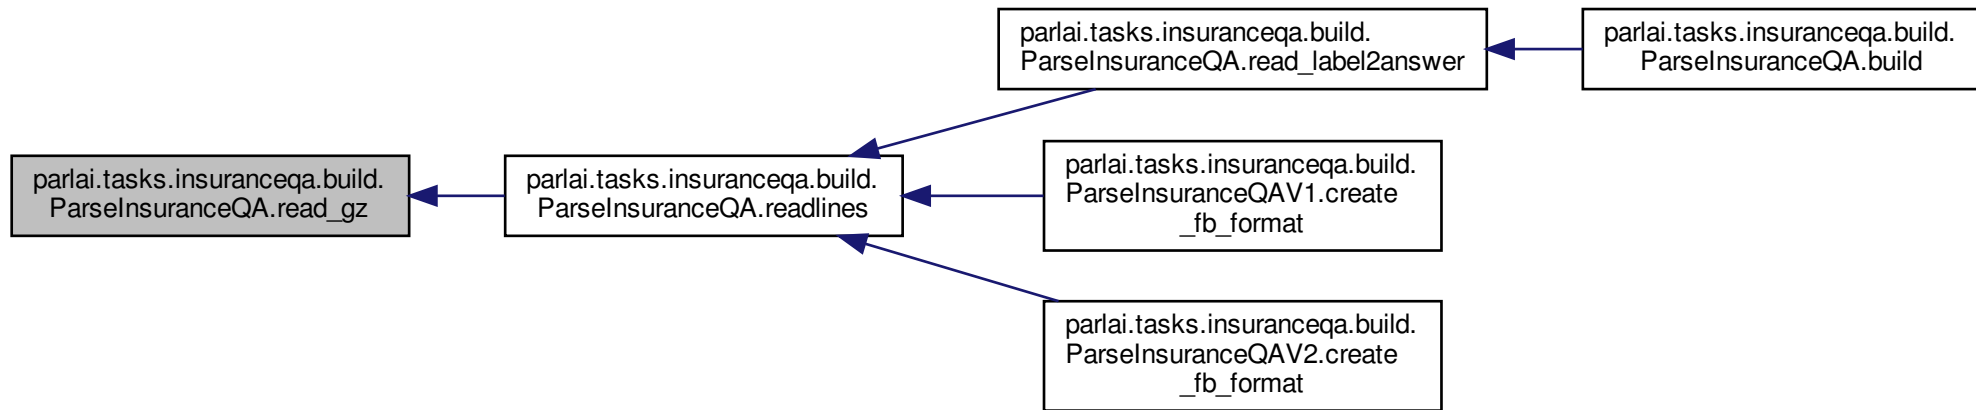 parlai.tasks.insuranceqa.build.
ParseInsuranceQA.read_gz
parlai.tasks.insuranceqa.build.
ParseInsuranceQA.readlines
parlai.tasks.insuranceqa.build.
ParseInsuranceQA.read_label2answer
parlai.tasks.insuranceqa.build.
ParseInsuranceQA.build
parlai.tasks.insuranceqa.build.
ParseInsuranceQAV1.create
_fb_format
parlai.tasks.insuranceqa.build.
ParseInsuranceQAV2.create
_fb_format